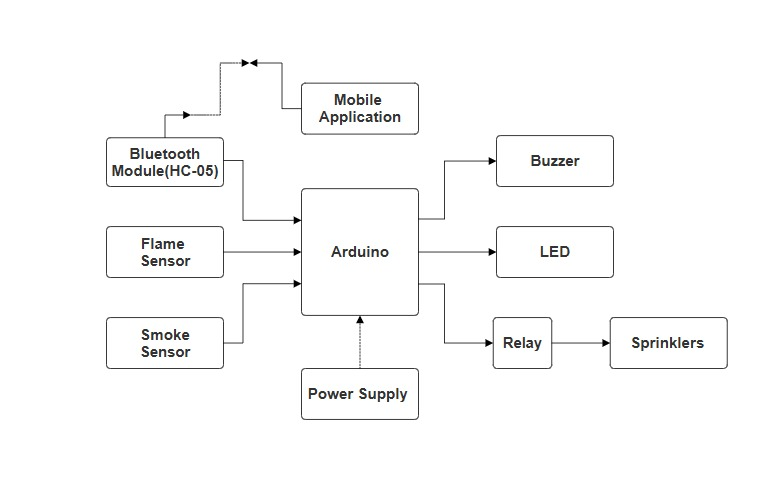 Mobile
Application
Bluetooth
Module(HC-05)
Buzzer
Flame
Sensor
Arduino
LED
Smoke
Sensor
Relay
Sprinklers
Power Supply